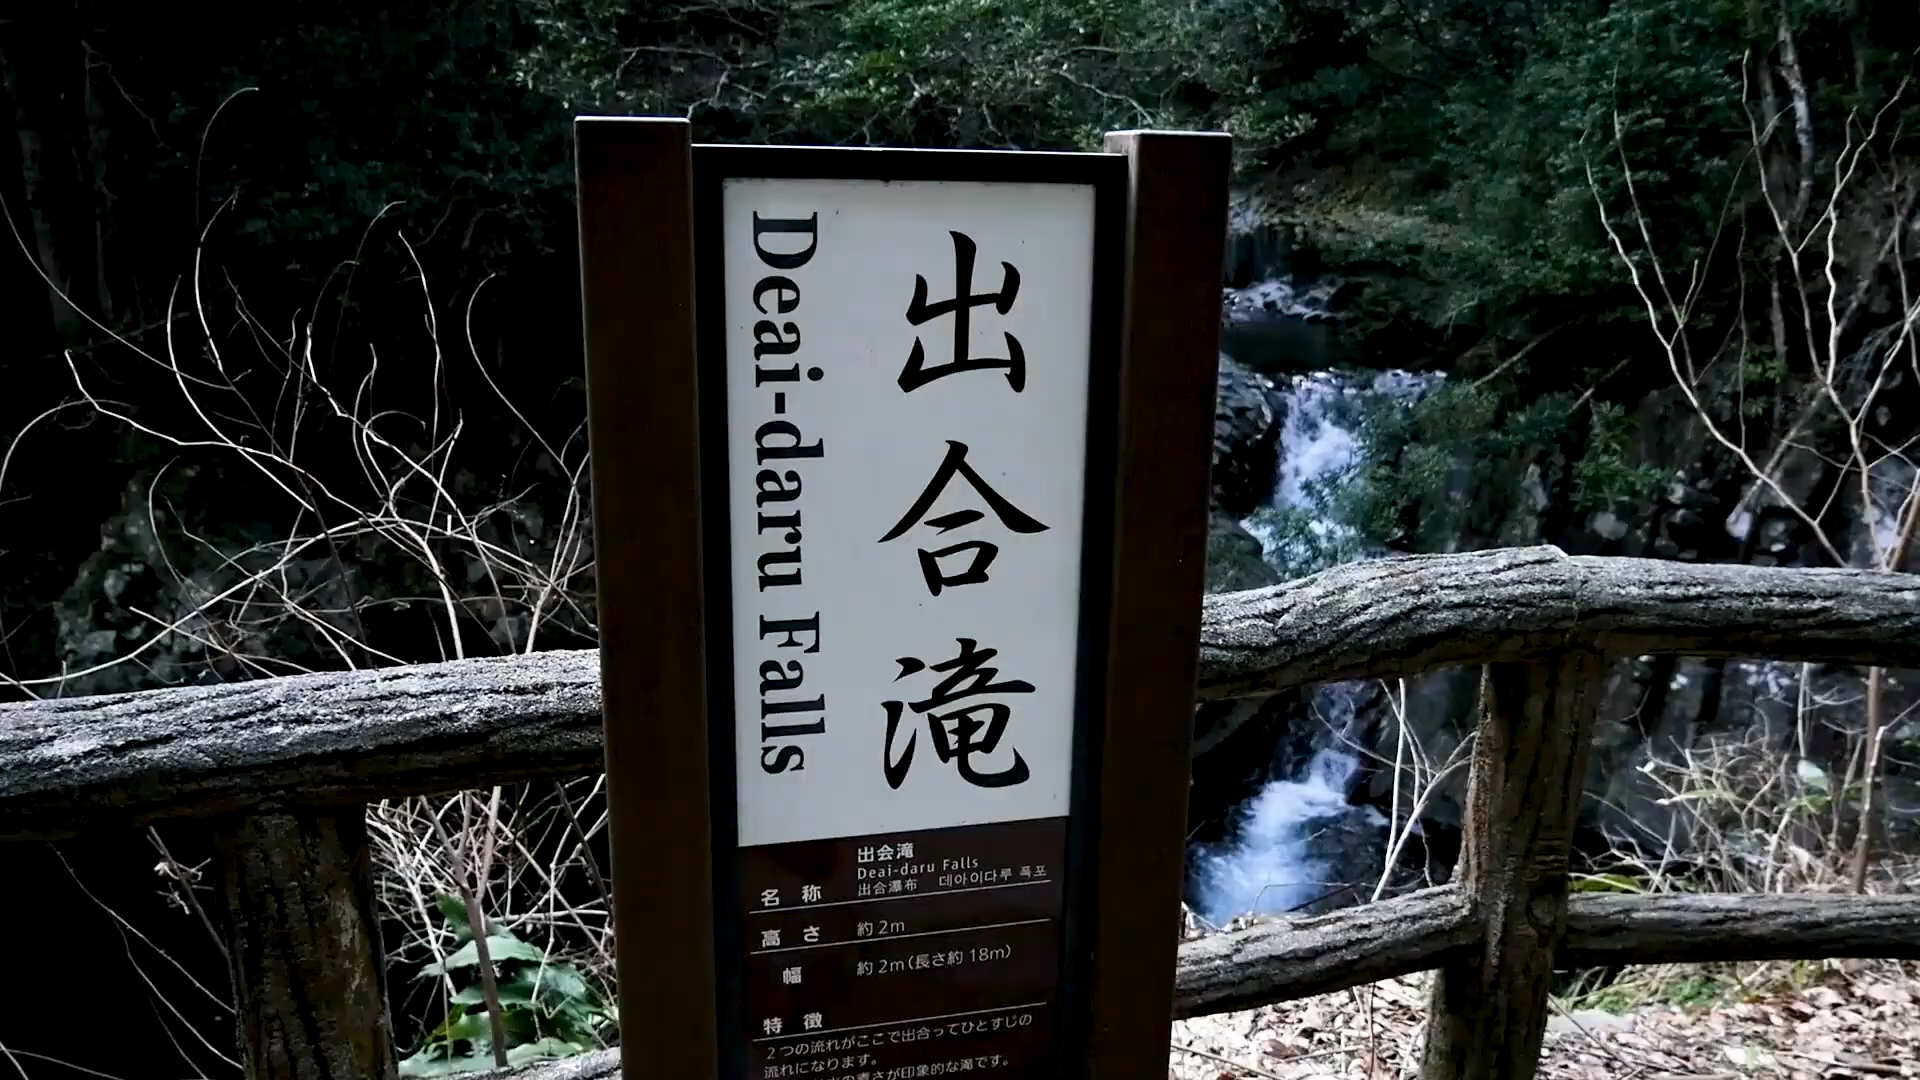 出合滝
Deai-daru Falls
名称
出会滝
Deai-daru Falls
出合瀑布 데아이다루 폭포
高さ 約2m
幅 約2m(長さ約18m)
特徴
2つの流れがここで出合ってひとすじの
流れになります。
の青さが印象的な滝です。